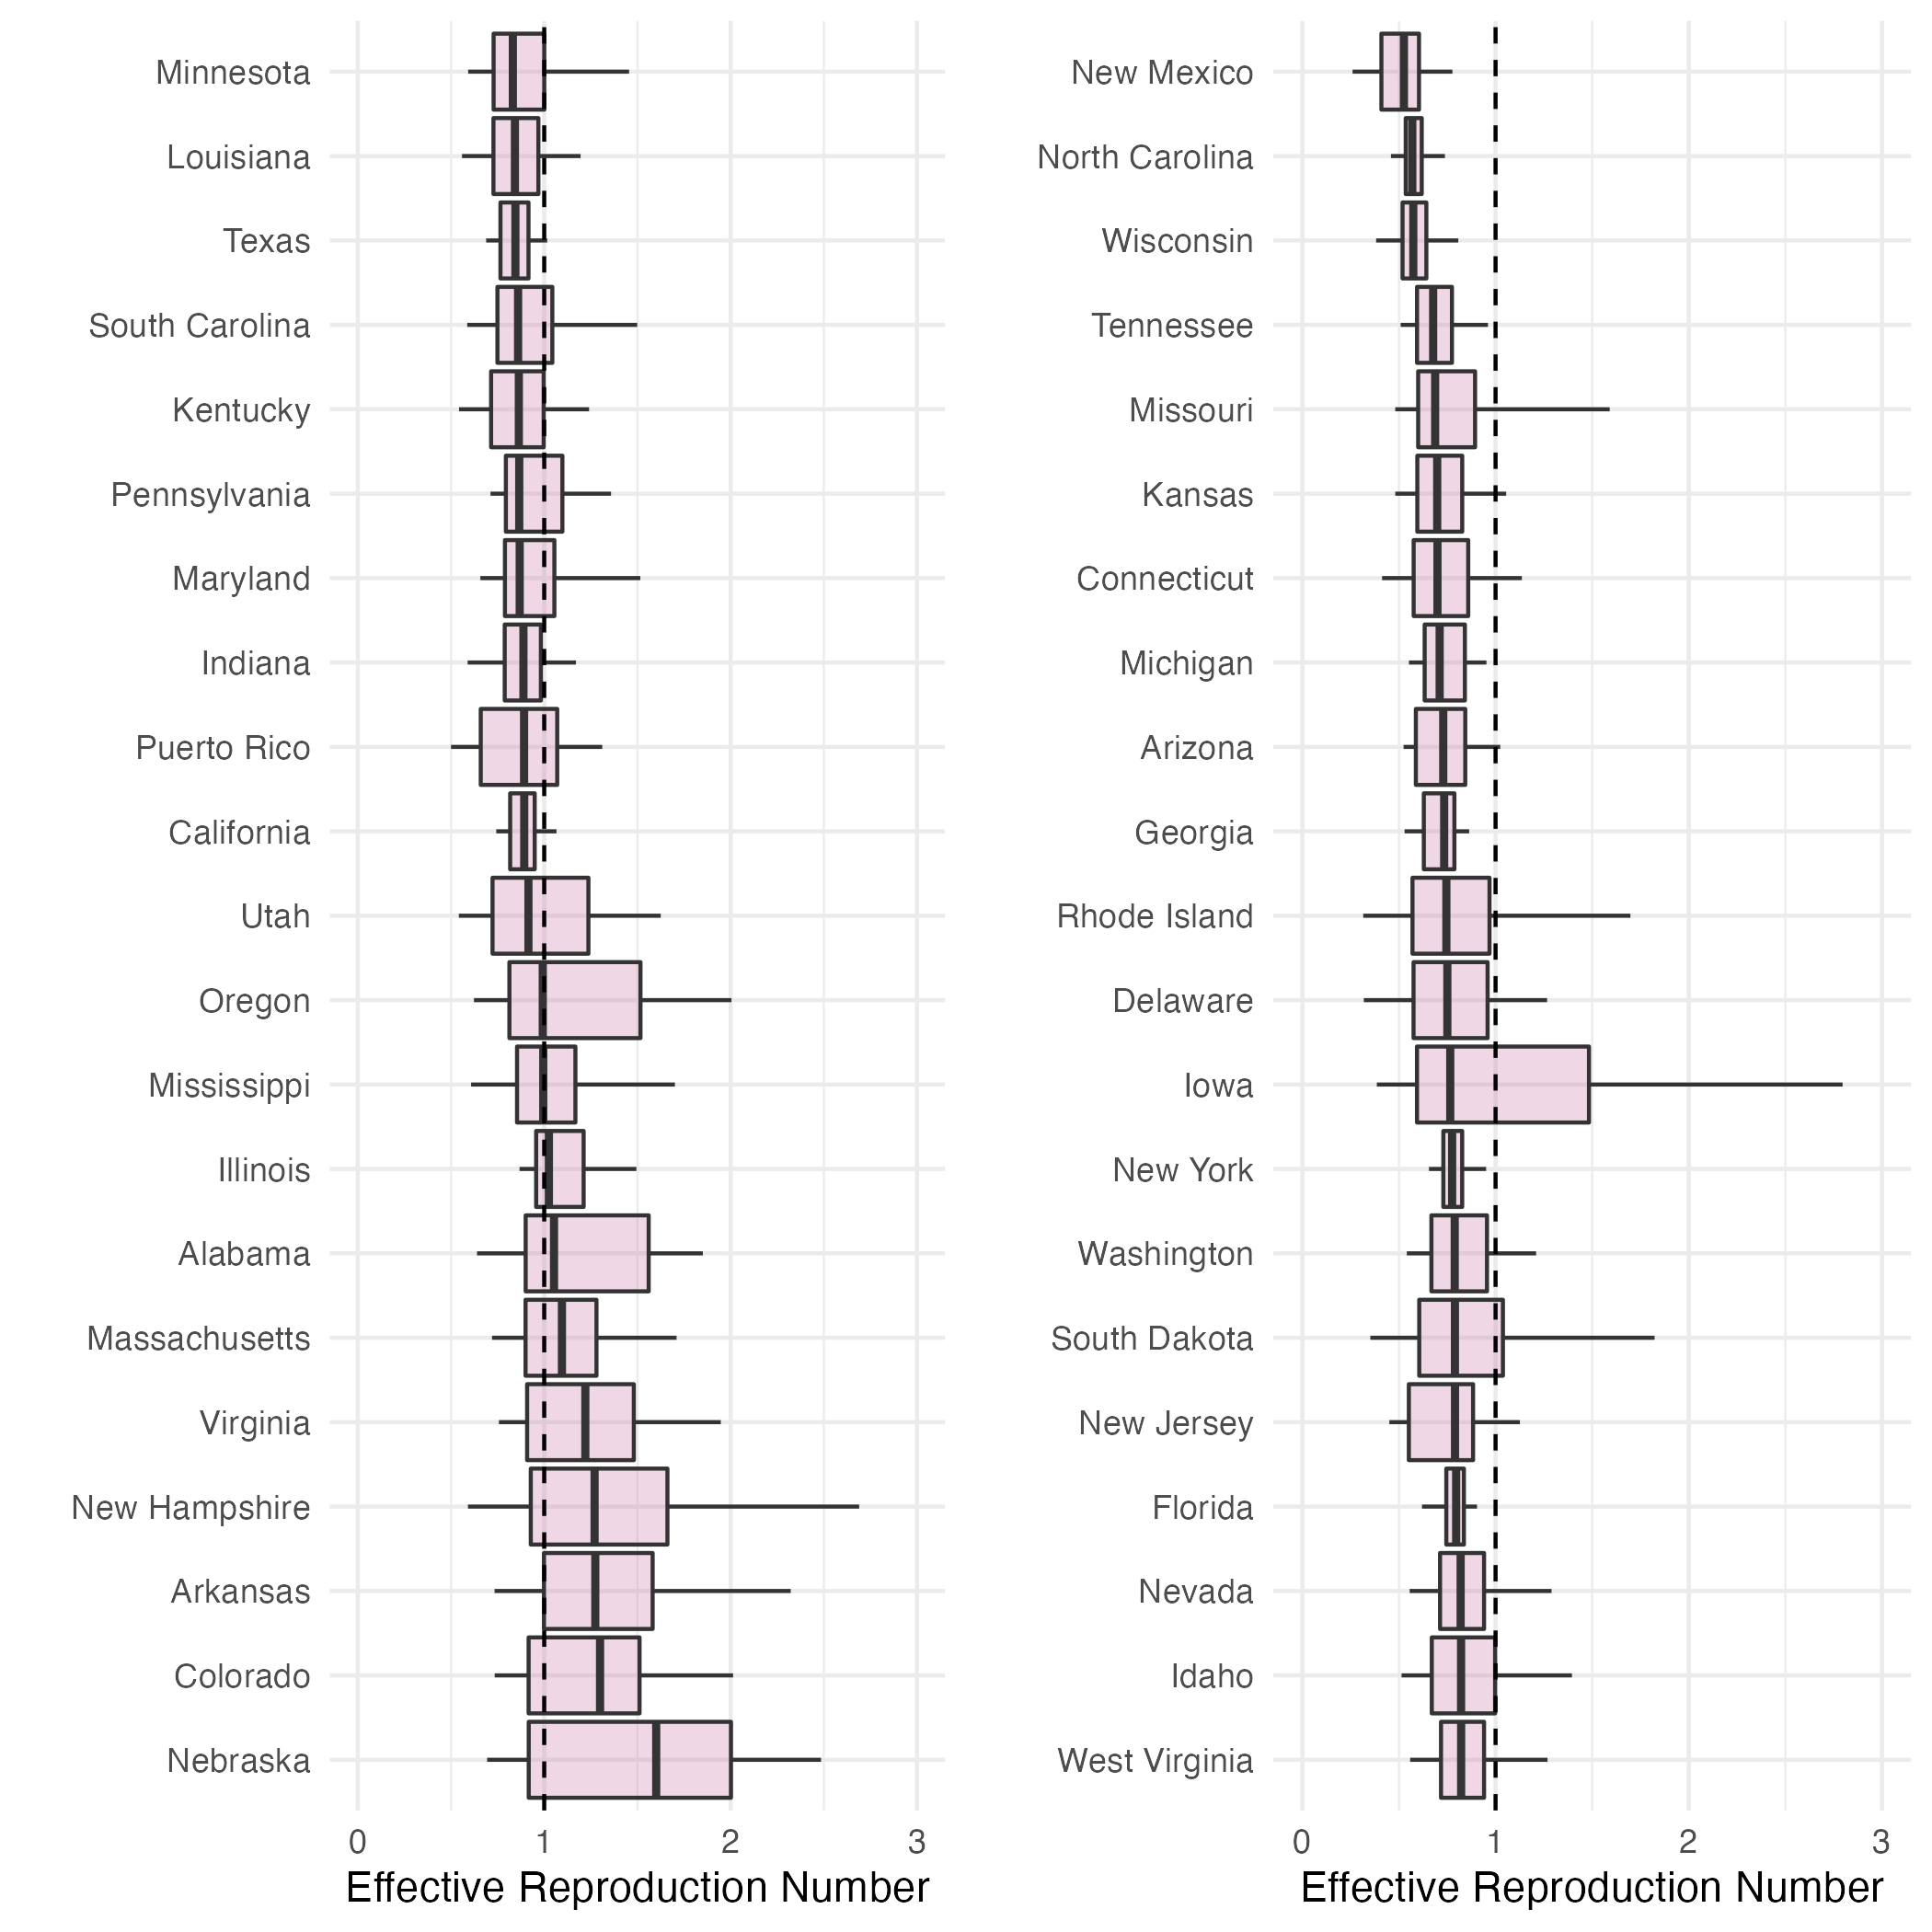 Minnesota
Louisiana
Texas
South Carolina
Kentucky
Pennsylvania
Maryland
Indiana
Puerto Rico
California
Utah
Oregon
Mississippi
Illinois
Alabama
Massachusetts
Virginia
New Hampshire
Arkansas
Colorado
Nebraska
0 1 2 3
Effective Reproduction Number
New Mexico
North Carolina
Wisconsin
Tennessee
Missouri
Kansas
Connecticut
Michigan
Arizona
Georgia
Rhode Island
Delaware
Iowa
New York
Washington
South Dakota
New Jersey
Florida
Nevada
Idaho
West Virginia
0 1 2 3
Effective Reproduction Number